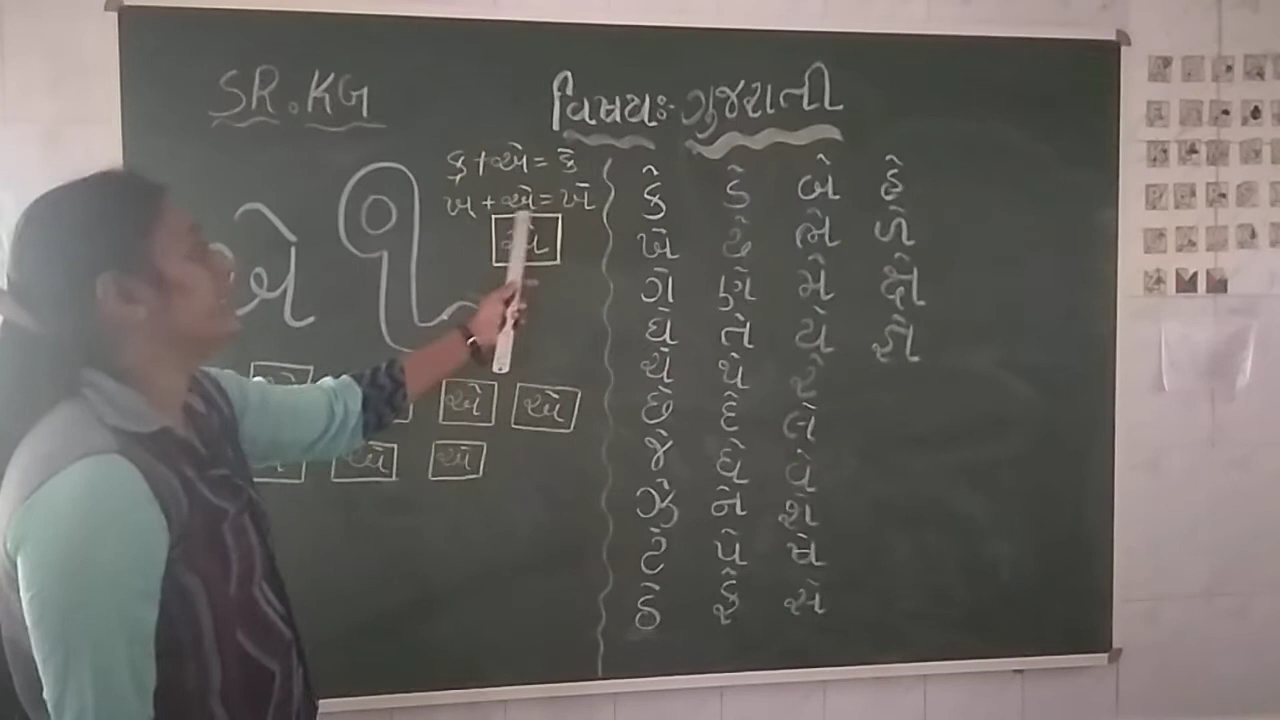 SR.KG
વિષય:- ગુજરાતી
ક્ + એ = કે
ખ્ + એ = ખે
એ
એ એ
એ એ એ
કે ડે બે હે
ખે ઢે ભે ળે
ગે ણે મે ક્ષે
ઘે તે યે જ્ઞે
ચે થે રે
છે દે લે
જે ધે વે
ઝે ને શે
ટે પે ષે
ઠે ફે સે